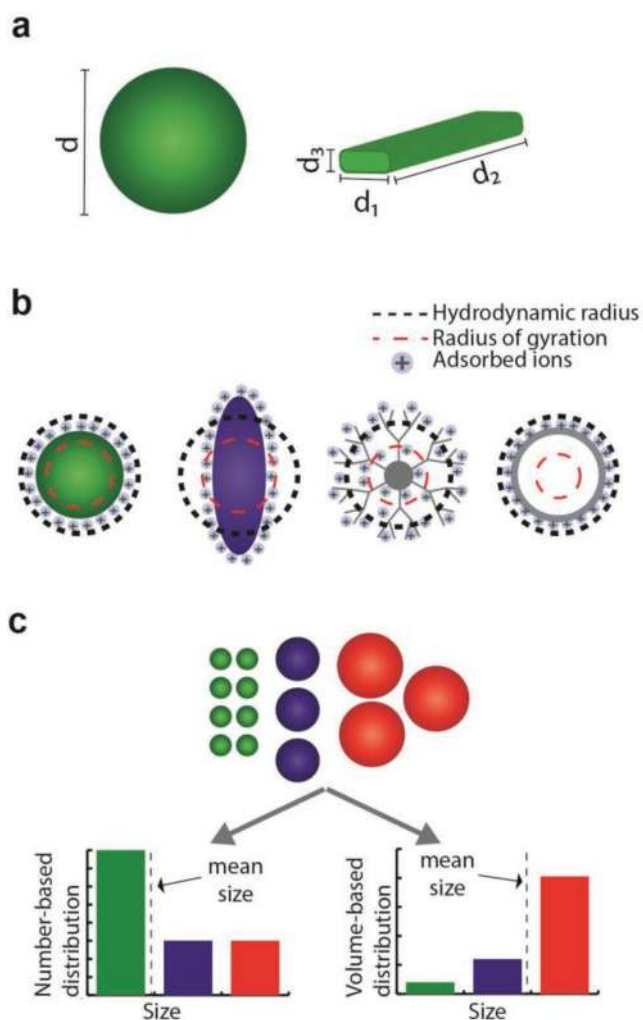 a
d
d₃
d₁
d₂
b
Hydrodynamic radius
Radius of gyration
Adsorbed ions
c
Number-based
distribution
mean
size
Size
Volume-based
distribution
mean
size
Size